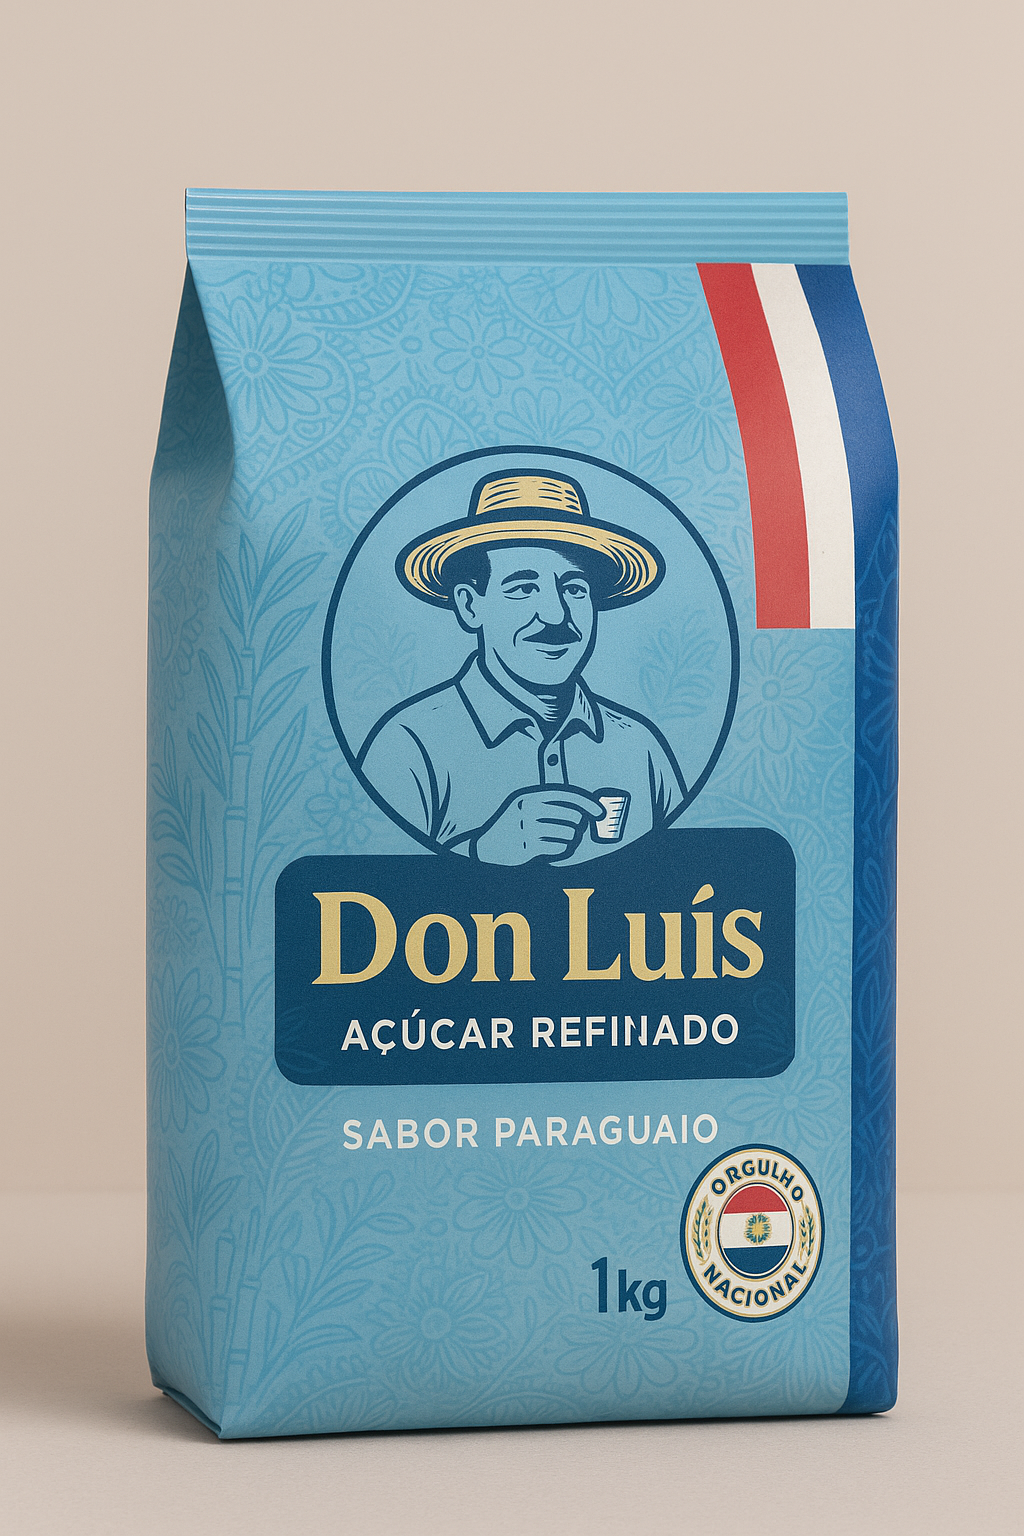 Don Luís
AÇÚCAR REFINADO
SABOR PARAGUAIO
1kg
ORGULHO
NACIONAL